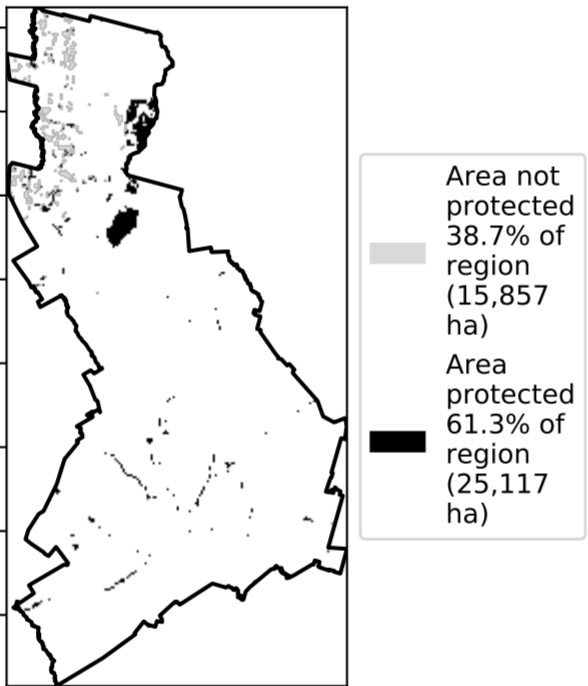 Area not
protected
38.7% of
region
(15,857
ha)
Area
protected
61.3% of
region
(25,117
ha)